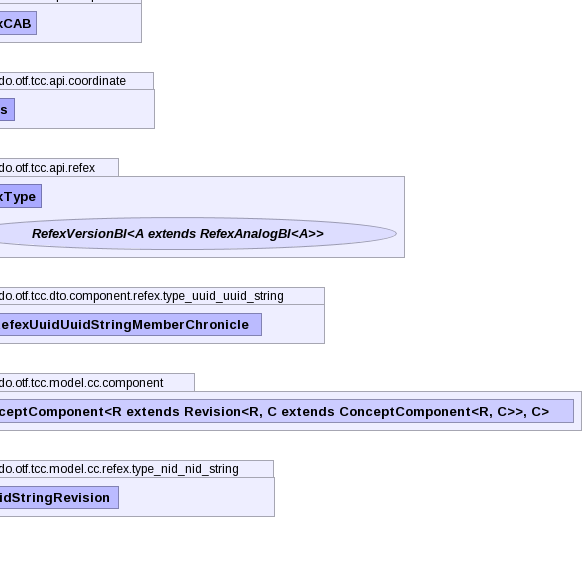 xCAB
do.otf.tcc.api.coordinate
s
do.otf.tcc.api.refex
xType
RefexVersionBI<A extends RefexAnalogBI<A>>
do.otf.tcc.dto.component.refex.type_uuid_uuid_string
efexUuidUuidStringMemberChronicle
do.otf.tcc.model.cc.component
ceptComponent<R extends Revision<R, C extends ConceptComponent<R, C>>, C>
do.otf.tcc.model.cc.refex.type_nid_nid_string
idStringRevision